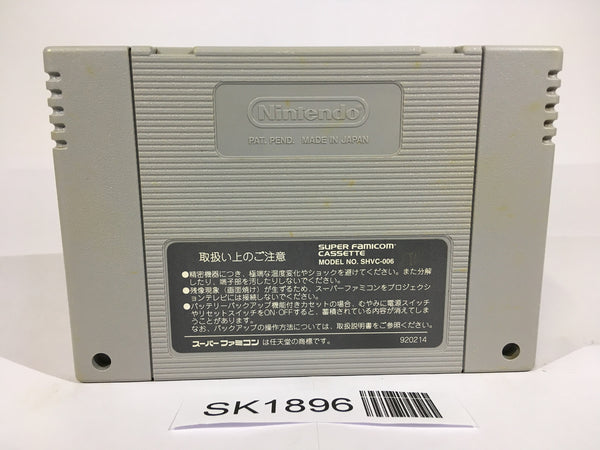 Nintendo
PAT. PEND. MADE IN JAPAN
取扱い上のご注意
SUPER FAMICOM
CASSETTE
MODEL NO. SHVC-006
●精密機器につき、極端な温度変化やショックを避けてください。また分解
したり、端子部を汚したりしないでください。
●残像現象（画面焼け）が生ずるため、スーパーファミコンをプロジェクシ
ョンテレビには接続しないでください。
●バッテリーバックアップ機能付きカセットの場合、むやみに電源スイッチ
やリセットスイッチをON・OFFすると、蓄積されている内容が消えてしま
うことがあります。
なお、バックアップの操作方法については、取扱説明書をご参照ください。
スーパーファミコンは任天堂の商標です。
920214
SK1896